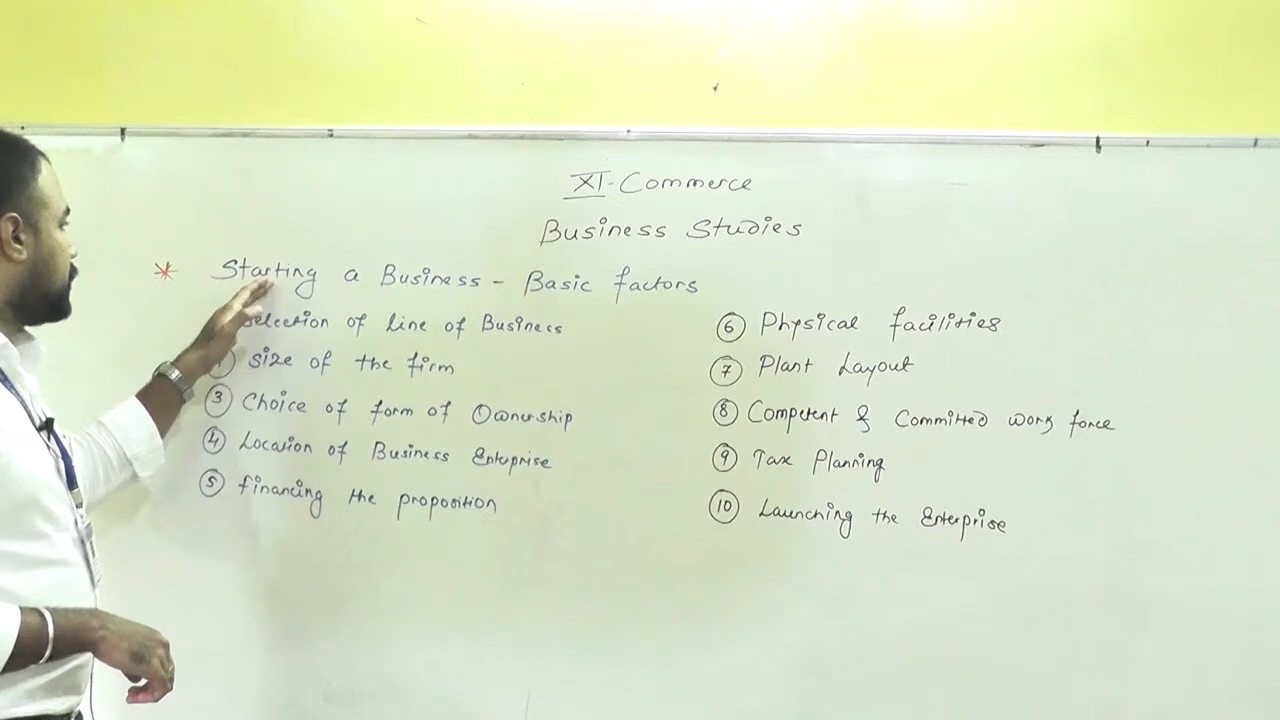 XI-Commerce
Business Studies
* Starting a Business - Basic factors
Selection of line of Business
size of the firm
③ Choice of form of Ownership
④ Location of Business Enterprise
⑤ financing the proposition
⑥ Physical facilities
⑦ Plant Layout
⑧ Competent & Committed work force
⑨ Tax Planning
⑩ Launching the Enterprise